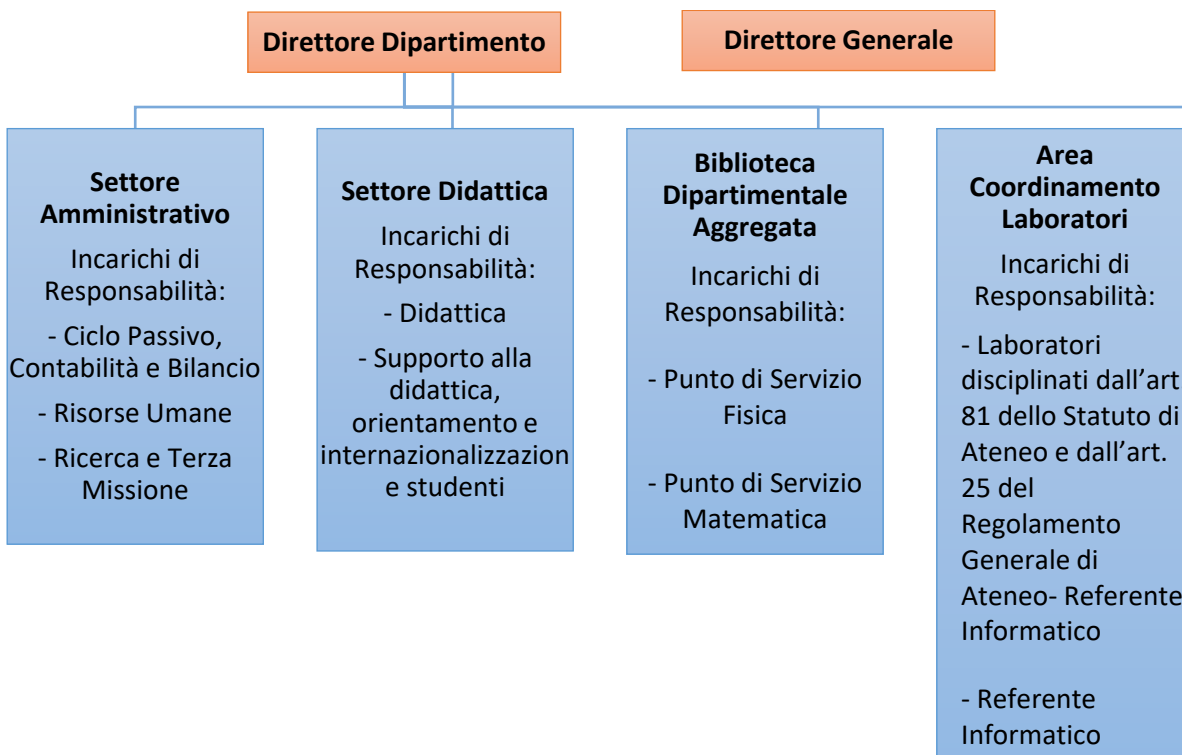 Direttore Dipartimento
Direttore Generale
Settore
Amministrativo
Incarichi di
Responsabilità:
- Ciclo Passivo,
Contabilità e Bilancio
- Risorse Umane
- Ricerca e Terza
Missione
Settore Didattica
Incarichi di
Responsabilità:
- Didattica
- Supporto alla
didattica,
orientamento e
internazionalizzazion
e studenti
Biblioteca
Dipartimentale
Aggregata
Incarichi di
Responsabilità:
- Punto di Servizio
Fisica
- Punto di Servizio
Matematica
Area
Coordinamento
Laboratori
Incarichi di
Responsabilità:
- Laboratori
disciplinati dall’art
81 dello Statuto di
Ateneo e dall’art.
25 del
Regolamento
Generale di
Ateneo- Referente
Informatico
- Referente
Informatico